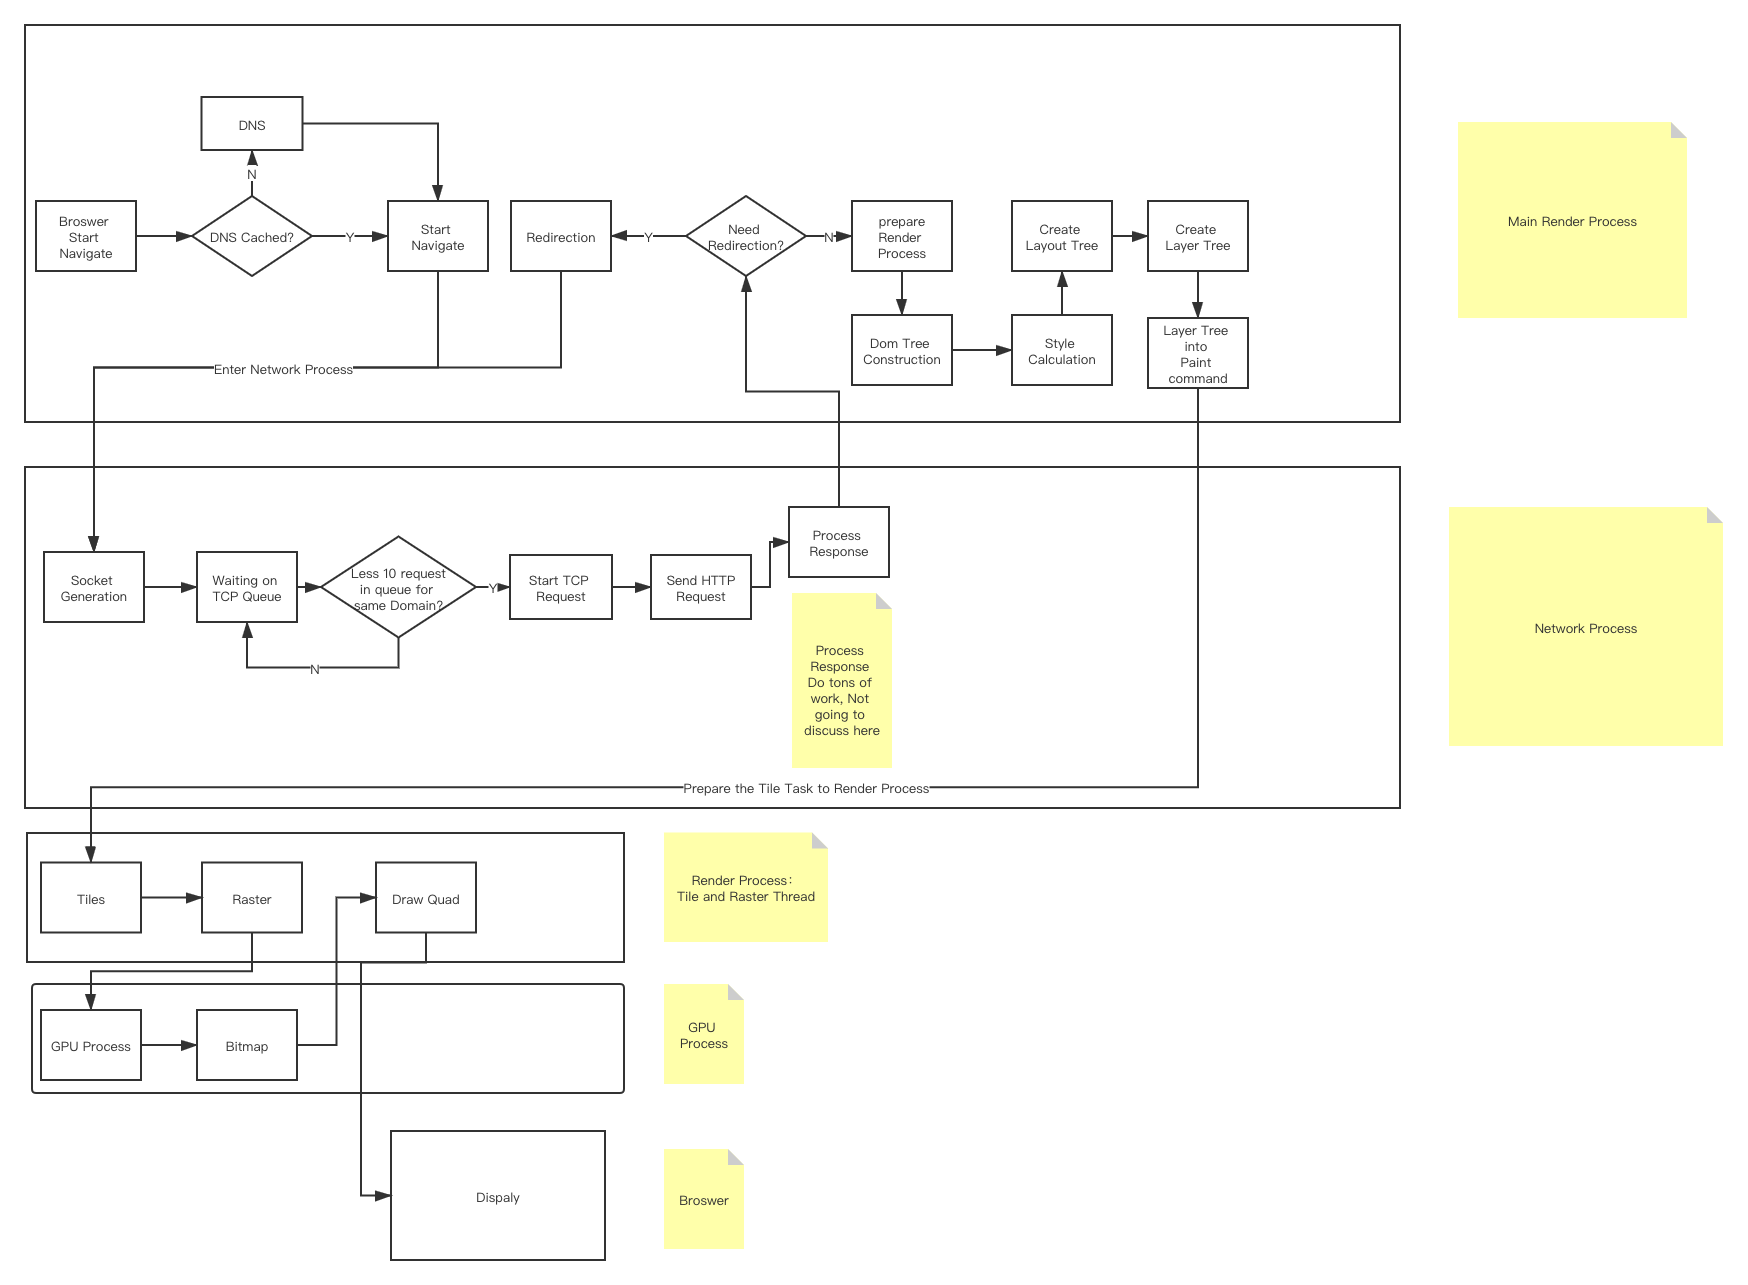 DNS
N
Broswer
Start
Navigate
DNS Cached?
Y
Start
Navigate
Redirection
Y
Need
Redirection?
N
prepare
Render
Process
Create
Layout Tree
Create
Layer Tree
Main Render Process
Dom Tree
Construction
Style
Calculation
Layer Tree
into
Paint
command
Enter Network Process
Socket
Generation
Waiting on
TCP Queue
Less 10 request
in queue for
same Domain?
Y
N
Start TCP
Request
Send HTTP
Request
Process
Response
Process
Response
Do tons of
work, Not
going to
discuss here
Network Process
Prepare the Tile Task to Render Process
Tiles
Raster
Draw Quad
Render Process:
Tile and Raster Thread
GPU Process
Bitmap
GPU
Process
Dispaly
Broswer